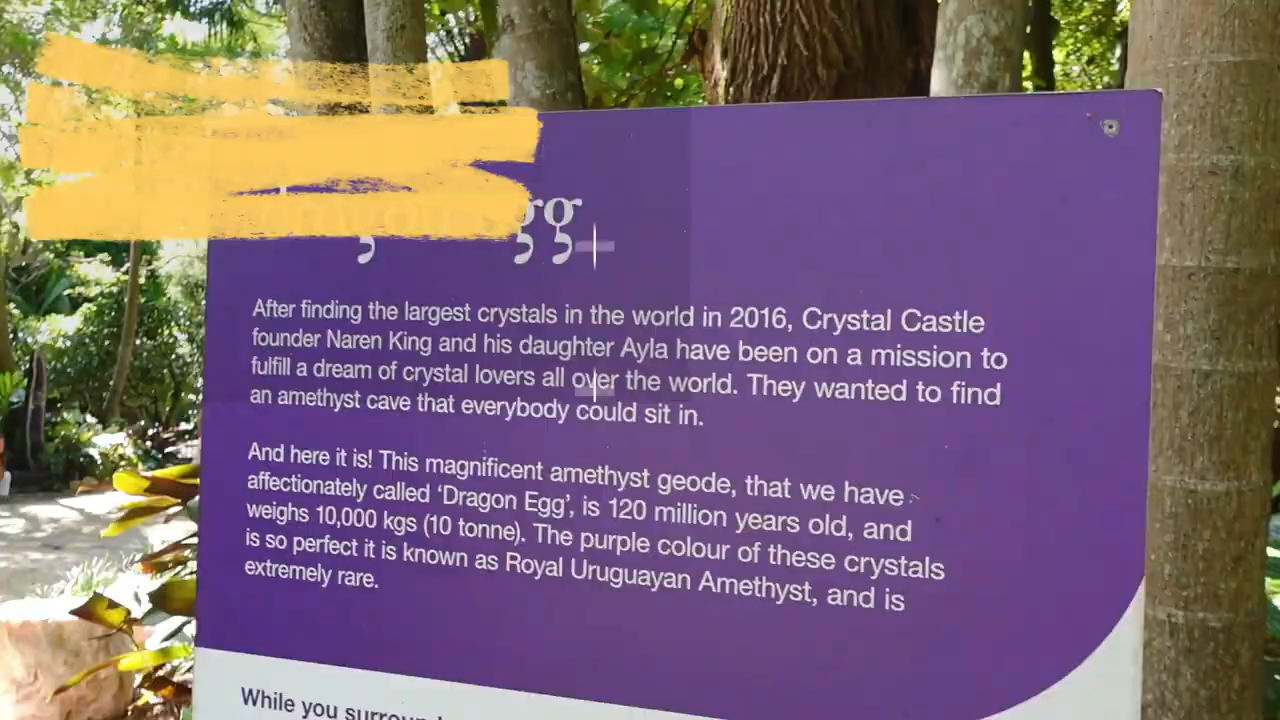 After finding the largest crystals in the world in 2016, Crystal Castle
founder Naren King and his daughter Ayla have been on a mission to
fulfill a dream of crystal lovers all over the world. They wanted to find
an amethyst cave that everybody could sit in.
And here it is! This magnificent amethyst geode, that we have
affectionately called ‘Dragon Egg’, is 120 million years old, and
weighs 10,000 kgs (10 tonne). The purple colour of these crystals
is so perfect it is known as Royal Uruguayan Amethyst, and is
extremely rare.
While you